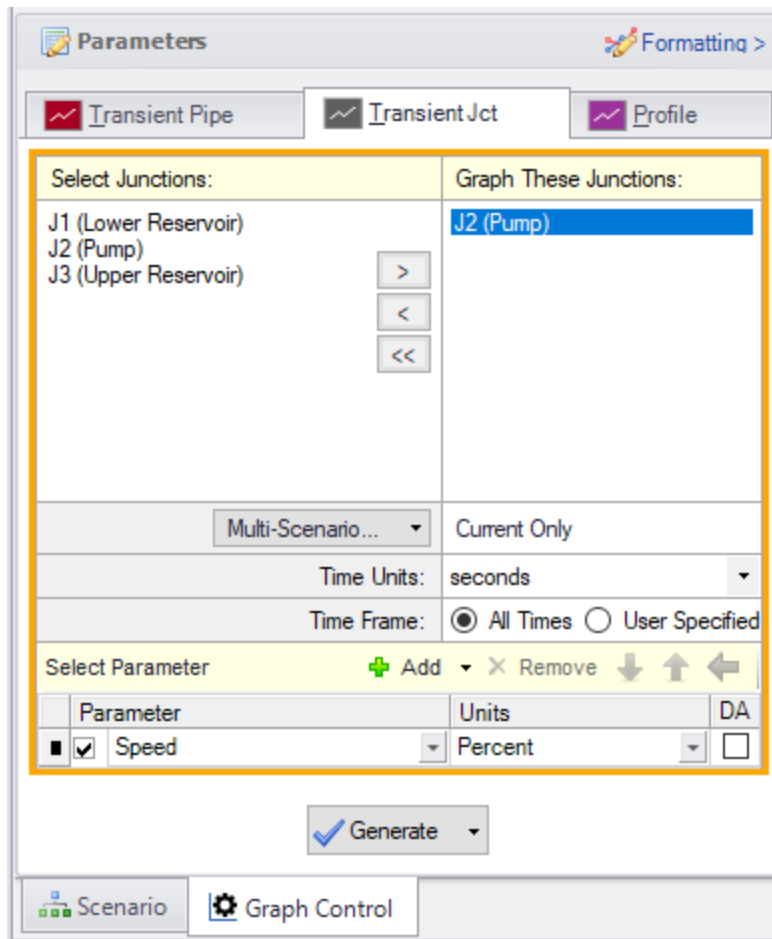 Parameters
Formatting >
Transient Pipe
Transient Jct
Profile
Select Junctions:
Graph These Junctions:
J1 (Lower Reservoir)
J2 (Pump)
J3 (Upper Reservoir)
J2 (Pump)
>
<
<<
Multi-Scenario...
Current Only
Time Units:
seconds
Time Frame:
All Times
User Specified
Select Parameter
Add
Remove
Parameter
Units
DA
Speed
Percent
Generate
Scenario
Graph Control